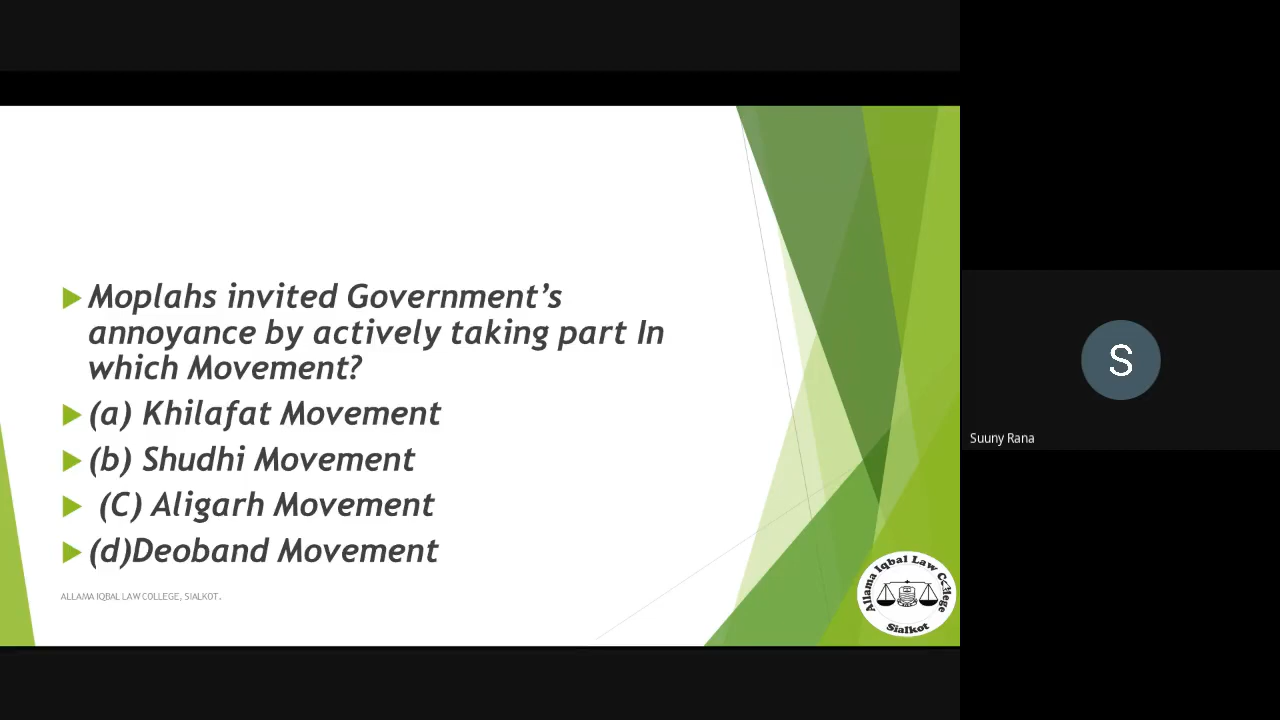 Moplahs invited Government's
annoyance by actively taking part In
which Movement?
(a) Khilafat Movement
(b) Shudhi Movement
(C) Aligarh Movement
(d)Deoband Movement
ALLAMA IQBAL LAW COLLEGE, SIALKOT.
Allama Iqbal Law College
Sialkot
S
Suuny Rana